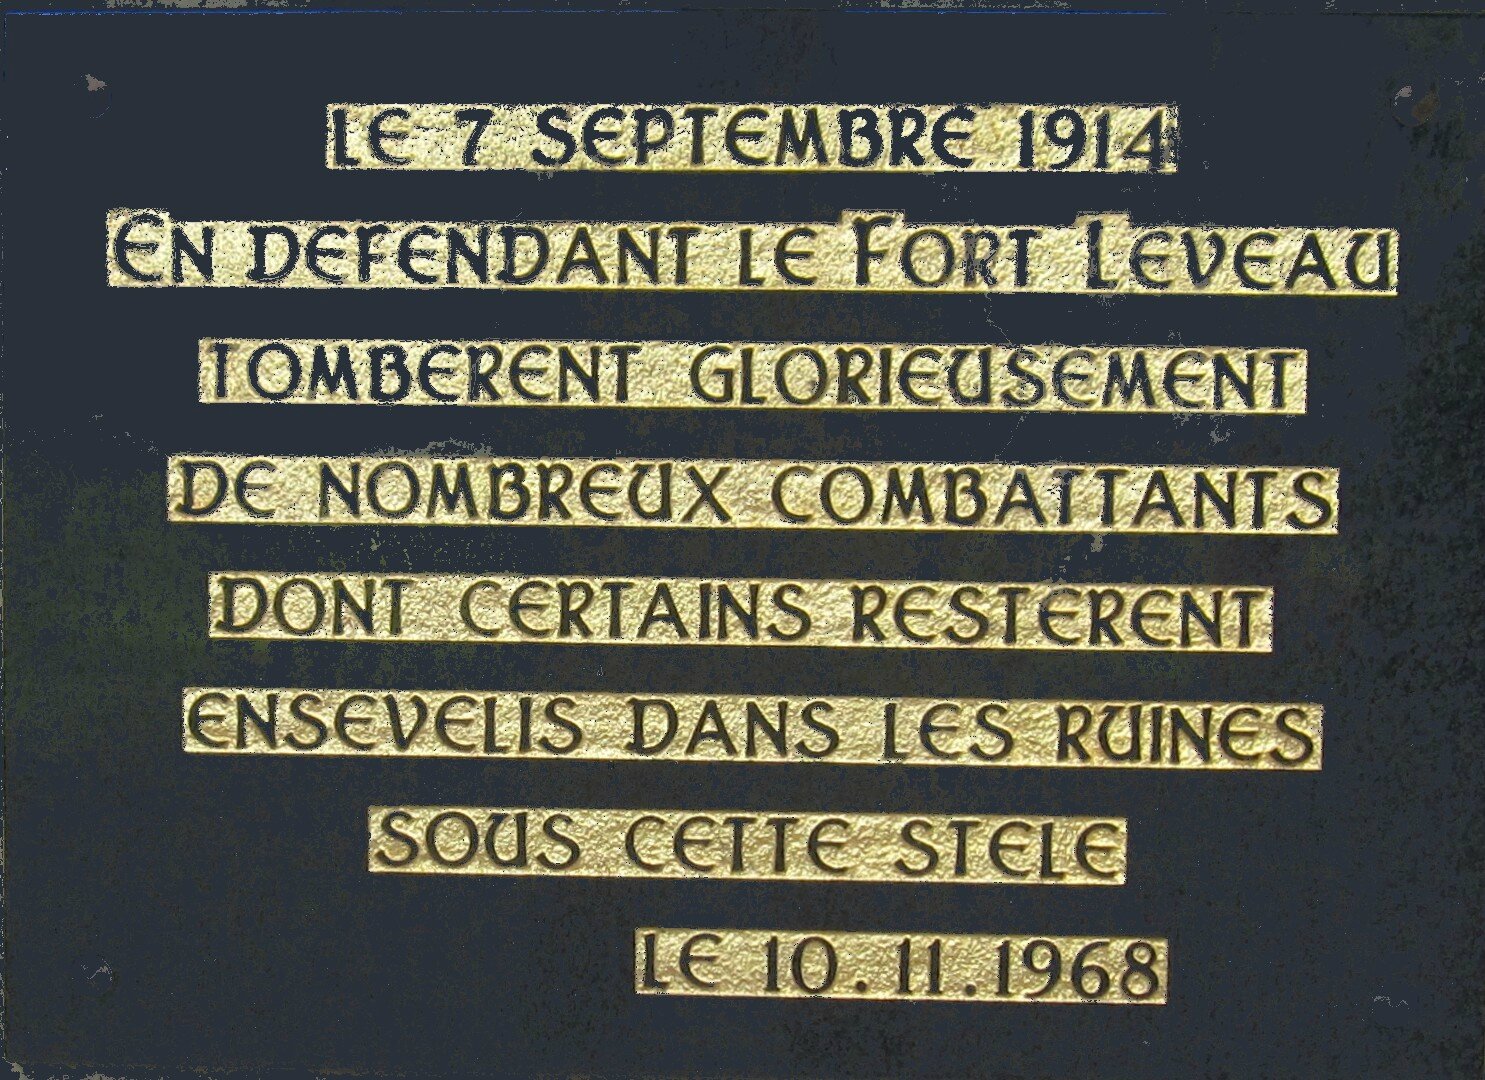 LE 7 SEPTEMBRE 1914
EN DEFENDANT LE FORT LEVEAU
TOMBERENT GLORIEUSEMENT
DE NOMBREUX COMBATTANTS
DONT CERTAINS RESTERENT
ENSEVELIS DANS LES RUINES
SOUS CETTE STELE
LE 10.11.1968